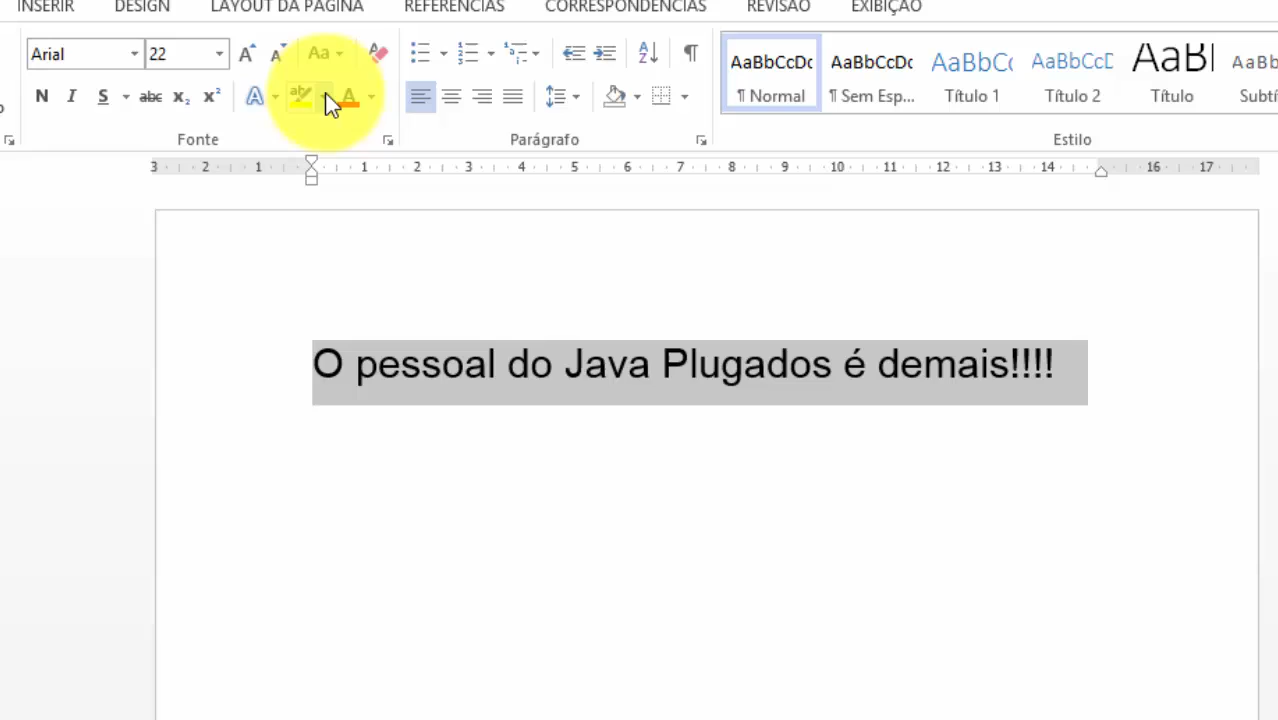 INSERIR DESIGN LAYOUT DA PÁGINA REFERÊNCIAS CORRESPONDÊNCIAS REVISÃO EXIBIÇÃO
Arial 22 A A Aa A
N I S abc x₂ x² A ab A
AaBbCcDc AaBbCcDc AaBbCc AaBbCcD AaBl AaBb
¶ Normal ¶ Sem Esp... Título 1 Título 2 Título Subtí
Fonte Parágrafo Estilo
3 2 1 1 2 3 4 5 6 7 8 9 10 11 12 13 14 16 17
O pessoal do Java Plugados é demais!!!!